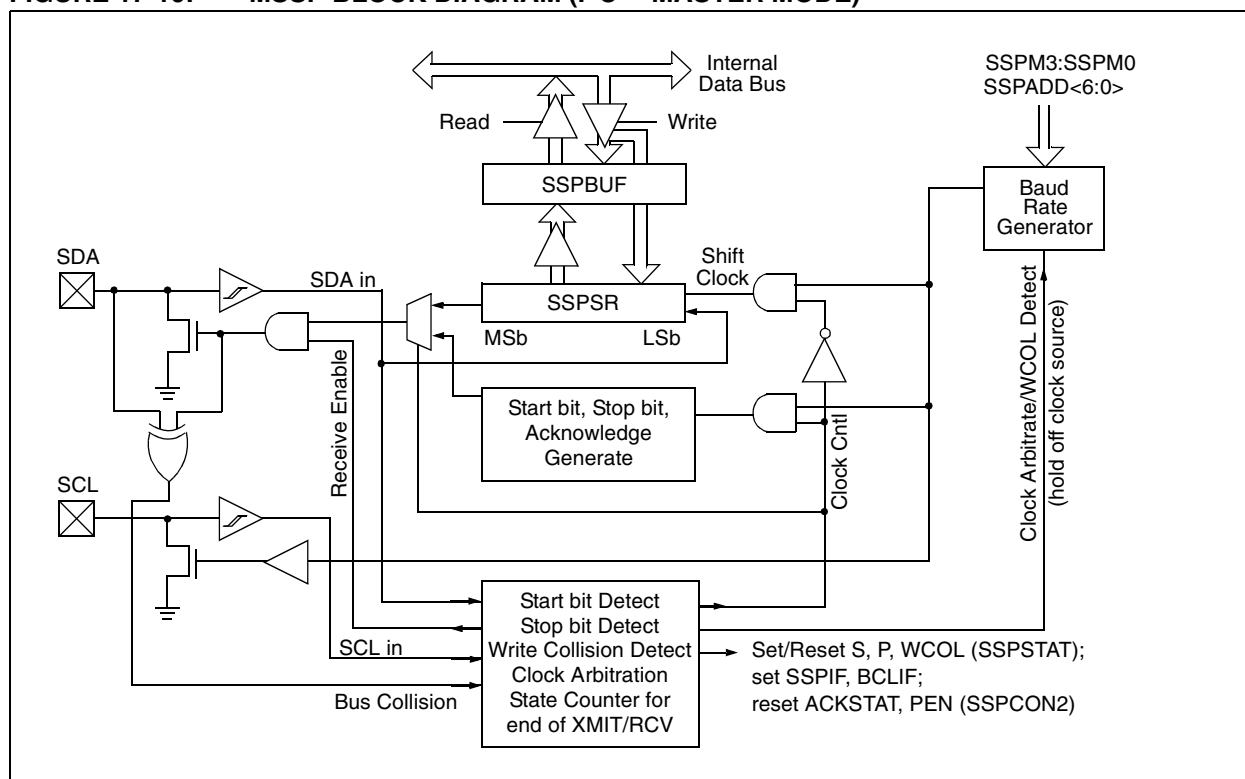 Internal
Data Bus
SSPM3:SSPM0
SSPADD<6:0>
Read
Write
SSPBUF
Baud
Rate
Generator
SDA
SDA in
Shift
Clock
SSPSR
MSb
LSb
Receive Enable
Start bit, Stop bit,
Acknowledge
Generate
Clock Cntl
Clock Arbitrate/WCOL Detect
(hold off clock source)
SCL
SCL in
Bus Collision
Start bit Detect
Stop bit Detect
Write Collision Detect
Clock Arbitration
State Counter for
end of XMIT/RCV
Set/Reset S, P, WCOL (SSPSTAT);
set SSPIF, BCLIF;
reset ACKSTAT, PEN (SSPCON2)